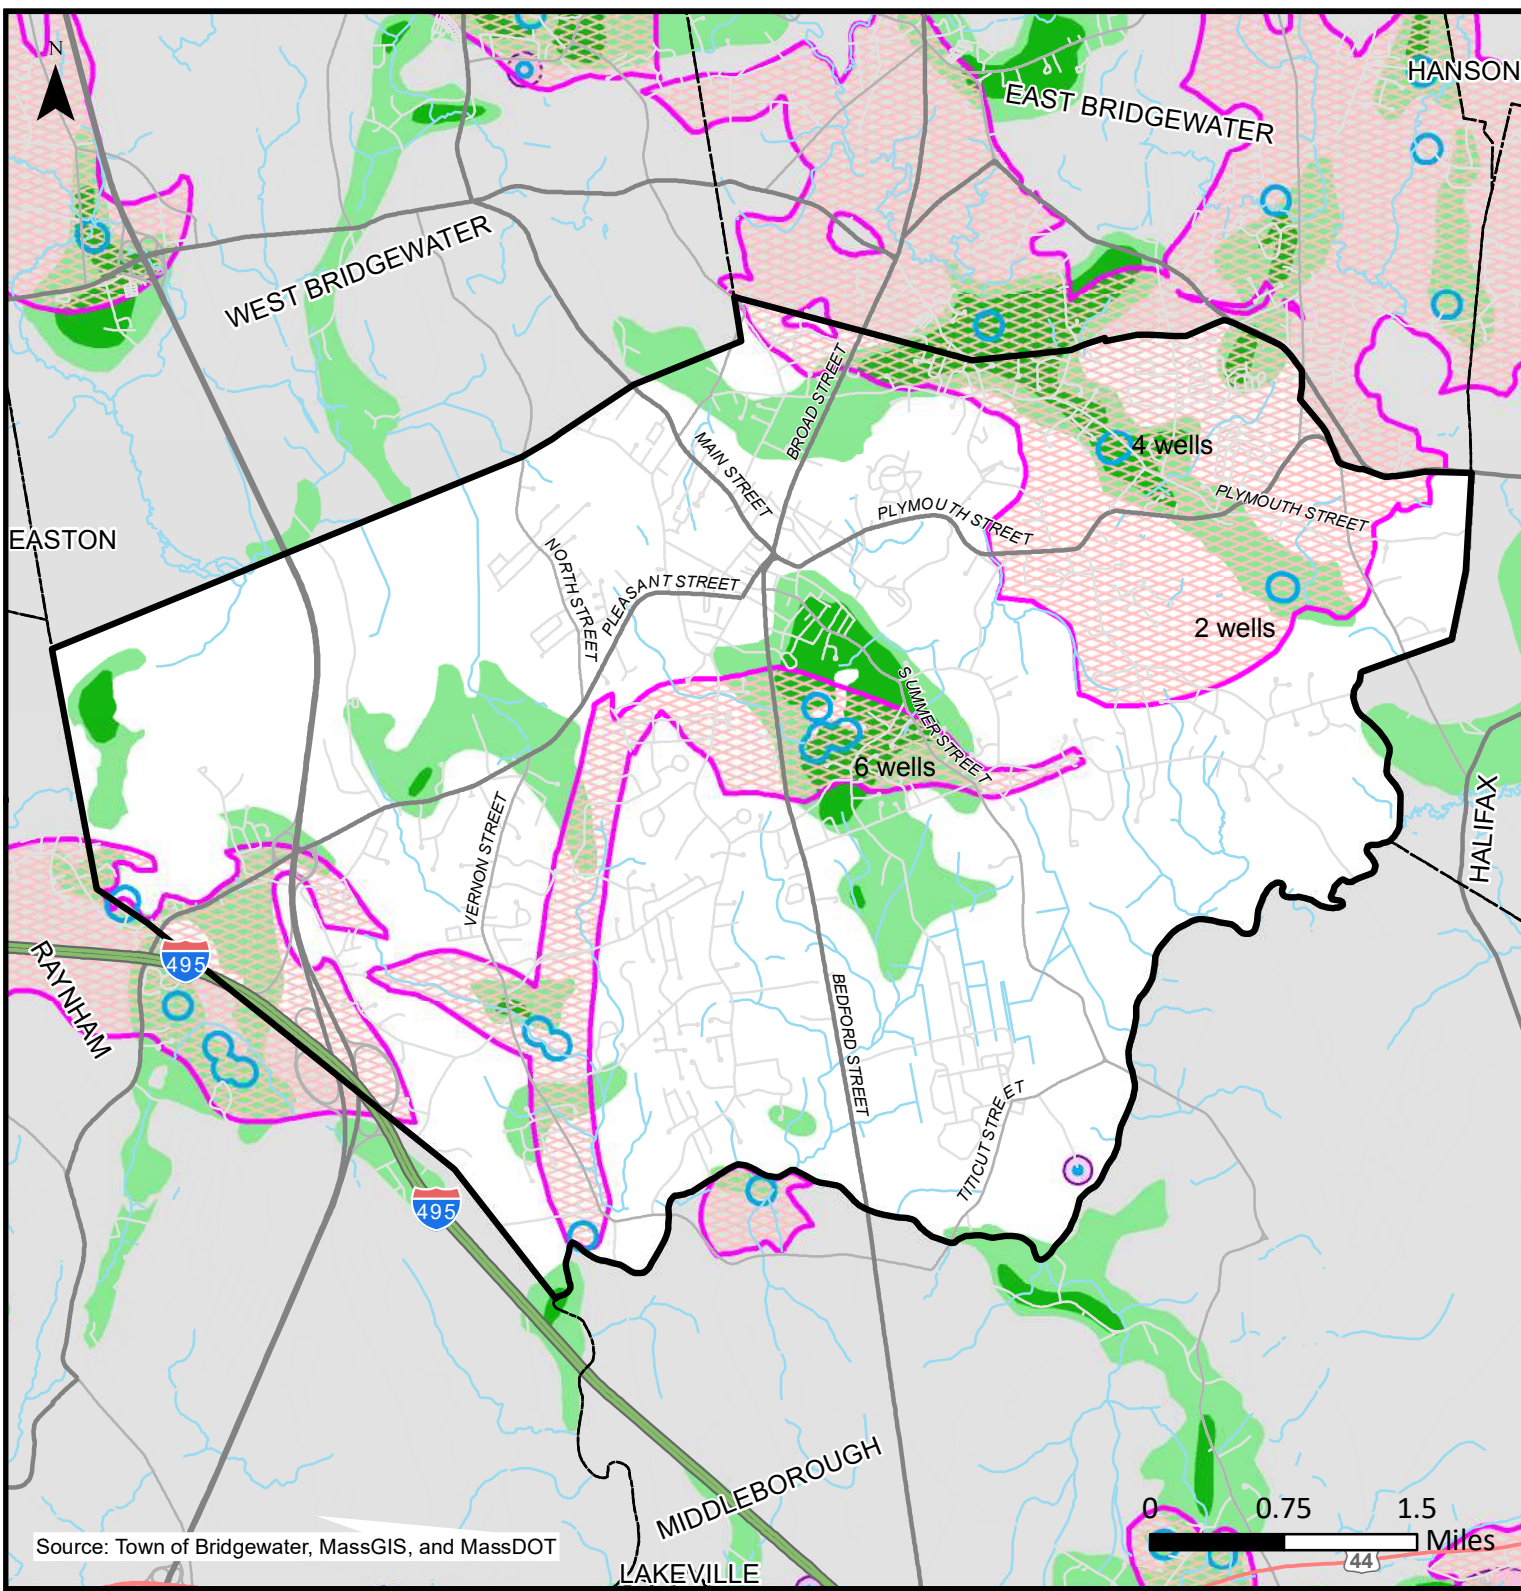 N
HANSON
EAST BRIDGEWATER
WEST BRIDGEWATER
BROAD STREET
MAIN STREET
4 wells
PLYMOUTH STREET
PLYMOUTH STREET
EASTON
NORTH STREET
PLEASANT STREET
2 wells
SUMMER STREET
6 wells
VERNON STREET
HALIFAX
495
RAYNHAM
BEDFORD STREET
TITICUT STREET
495
MIDDLEBOROUGH
0 0.75 1.5
Miles
44
Source: Town of Bridgewater, MassGIS, and MassDOT
LAKEVILLE